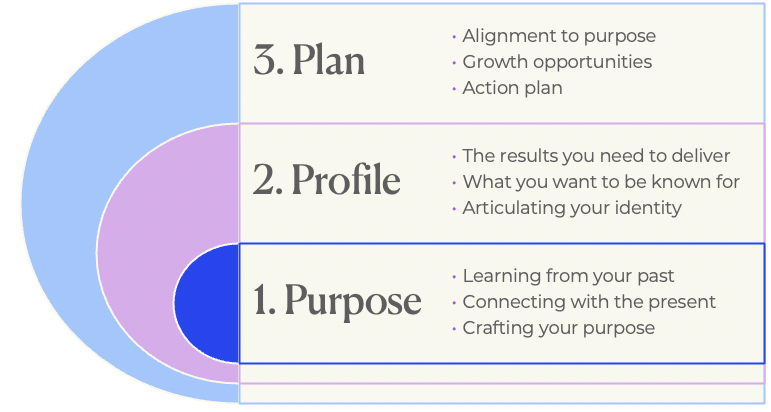 3. Plan
• Alignment to purpose
• Growth opportunities
• Action plan
2. Profile
• The results you need to deliver
• What you want to be known for
• Articulating your identity
1. Purpose
• Learning from your past
• Connecting with the present
• Crafting your purpose